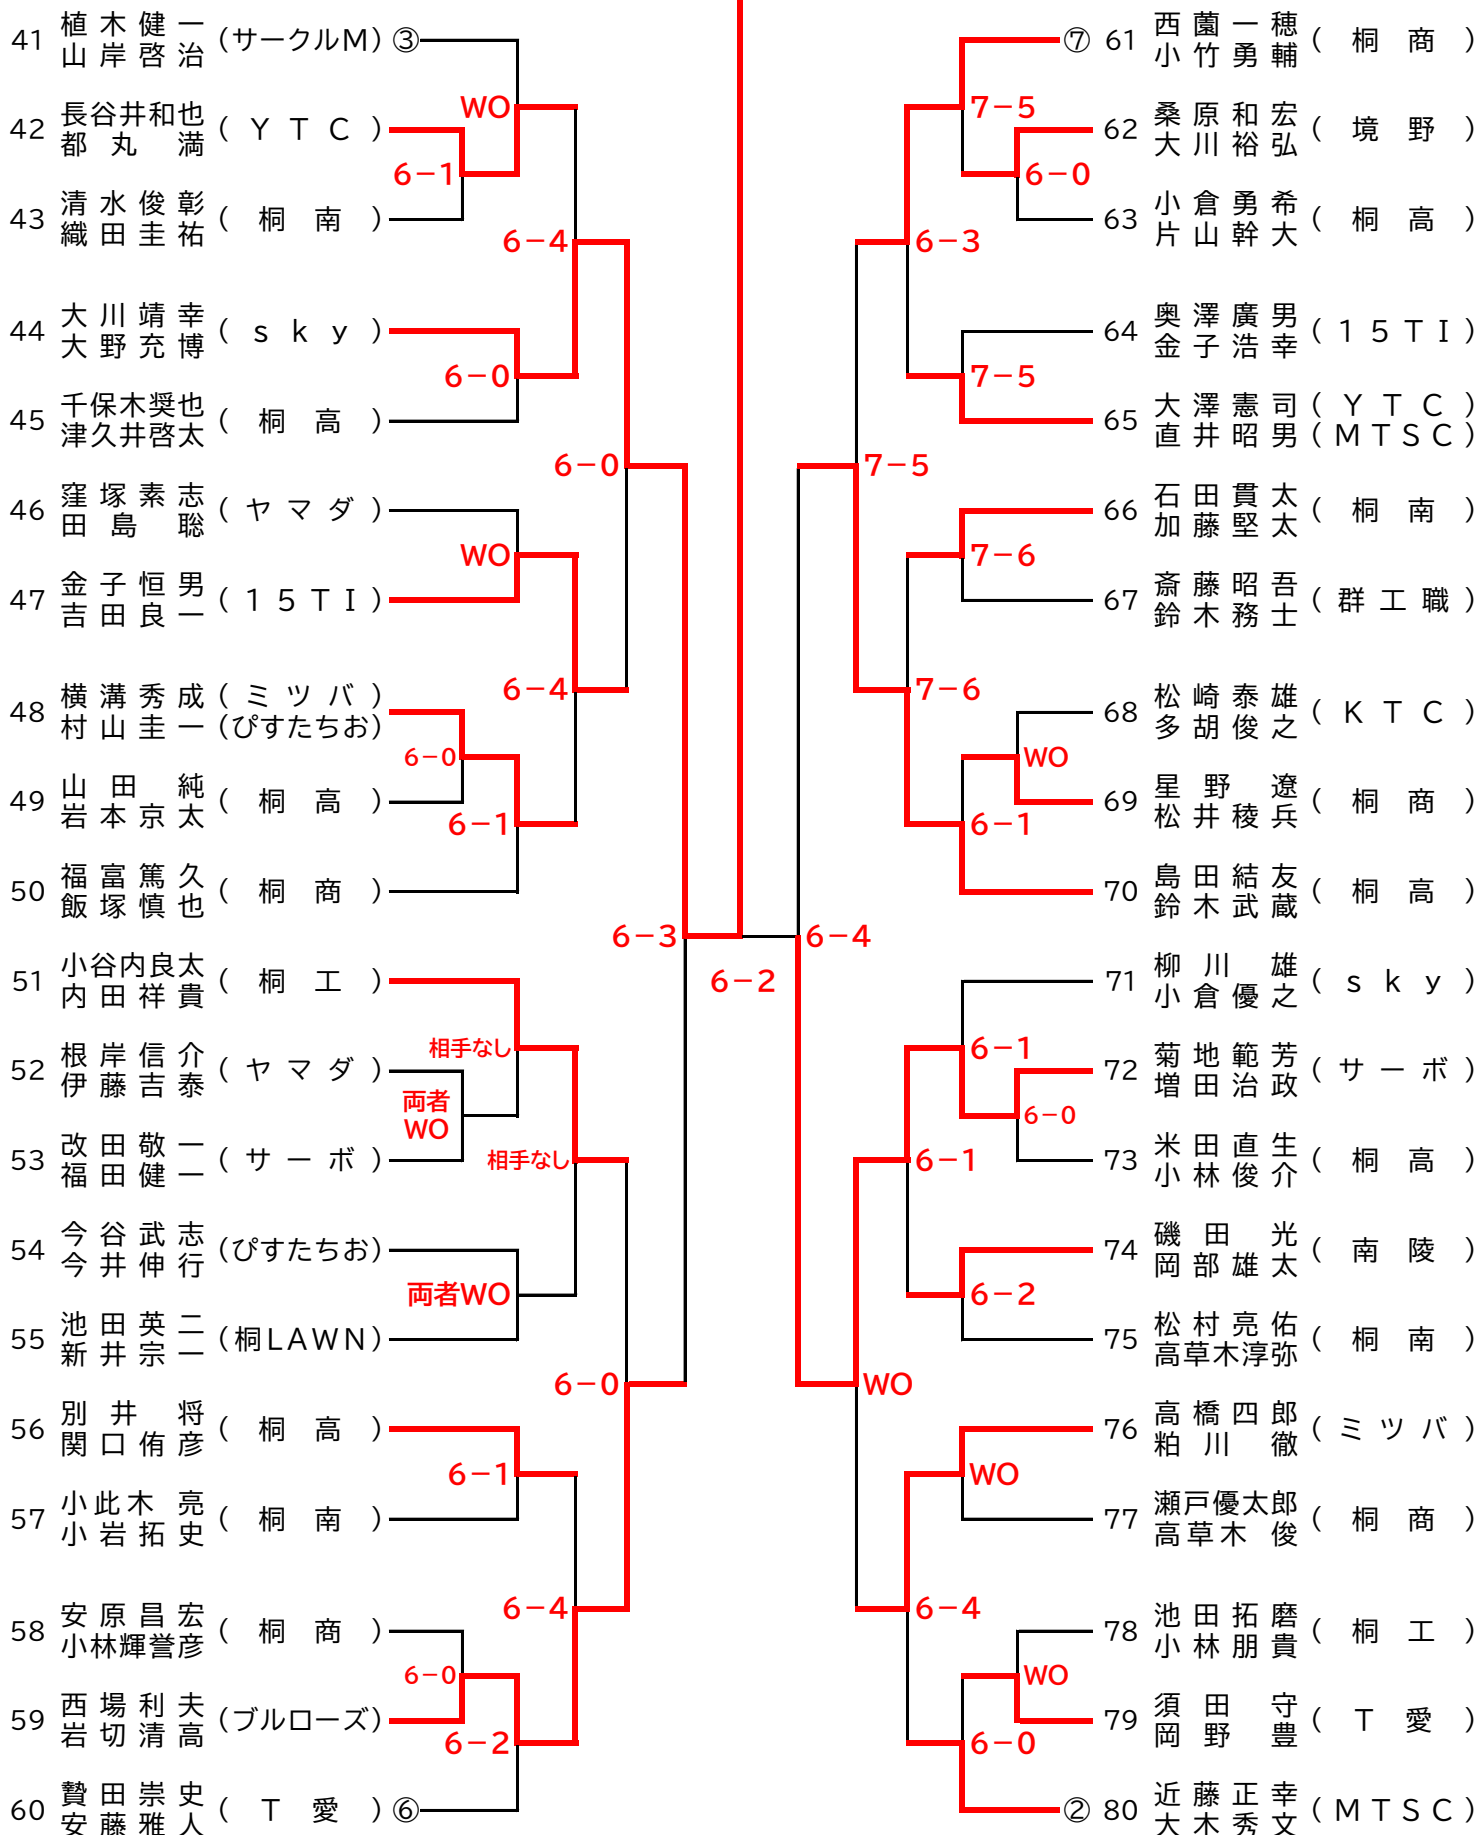 41 植木健一 (サークルM) ③
山岸啓治
WO
42 長谷井和也 (YTC)
都丸満
6-1
43 清水俊彰 (桐南)
織田圭祐
6-4
44 大川靖幸 (sky)
大野充博
6-0
45 千保木奨也 (桐高)
津久井啓太
6-0
46 窪塚素志 (ヤマダ)
田島聡
WO
47 金子恒男 (15TI)
吉田良一
6-4
48 横溝秀成 (ミツバ)
村山圭一 (ぴすたちお)
6-0
49 山田純 (桐高)
岩本京太
6-1
50 福富篤久 (桐商)
飯塚慎也
6-3
51 小谷内良太 (桐工)
内田祥貴
相手なし
52 根岸信介 (ヤマダ)
伊藤吉泰
両者
WO
53 改田敬一 (サーボ)
福田健一
相手なし
54 今谷武志 (ぴすたちお)
今井伸行
両者WO
55 池田英二 (桐LAWN)
新井宗一
6-0
56 別井将 (桐高)
関口侑彦
6-1
57 小此木亮 (桐南)
小岩拓史
6-4
58 安原昌宏 (桐商)
小林輝誉彦
6-0
59 西場利夫 (ブルローズ)
岩切清高
6-2
60 贄田崇史 (T愛) ⑥
安藤雅人
6-2
⑦ 61 西薗一穂 (桐商)
小竹勇輔
7-5
62 桑原和宏 (境野)
大川裕弘
6-0
63 小倉勇希 (桐高)
片山幹大
6-3
64 奥澤廣男 (15TI)
金子浩幸
7-5
65 大澤憲司 (YTC)
直井昭男 (MTSC)
7-5
66 石田貫太 (桐南)
加藤堅太
7-6
67 斎藤昭吾 (群工職)
鈴木務士
7-6
68 松崎泰雄 (KTC)
多胡俊之
WO
69 星野遼 (桐商)
松井稜兵
6-1
70 島田結友 (桐高)
鈴木武蔵
6-4
71 柳川雄 (sky)
小倉優之
6-1
72 菊地範芳 (サーボ)
増田治政
6-0
73 米田直生 (桐高)
小林俊介
6-1
74 磯田光 (南陵)
岡部雄太
6-2
75 松村亮佑 (桐南)
高草木淳弥
WO
76 高橋四郎 (ミツバ)
粕川徹
WO
77 瀬戸優太郎 (桐商)
高草木俊
6-4
78 池田拓磨 (桐工)
小林朋貴
WO
79 須田守 (T愛)
岡野豊
6-0
② 80 近藤正幸 (MTSC)
大木秀文